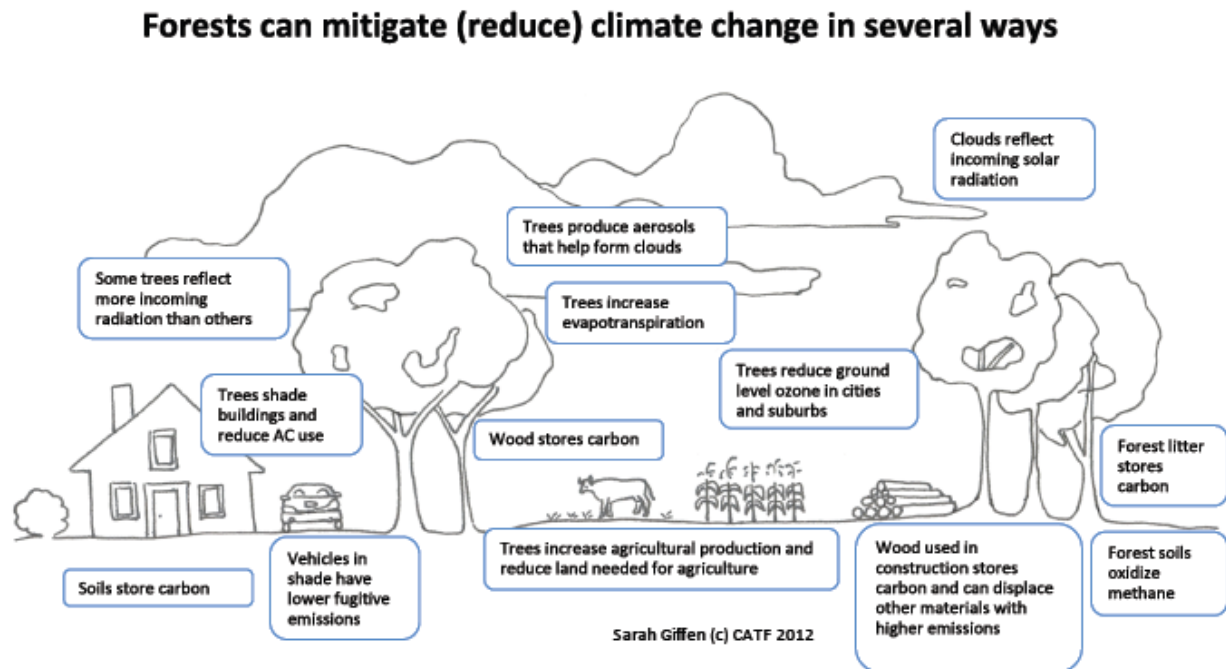 Forests can mitigate (reduce) climate change in several ways
Clouds reflect
incoming solar
radiation
Trees produce aerosols
that help form clouds
Some trees reflect
more incoming
radiation than others
Trees increase
evapotranspiration
Trees reduce ground
level ozone in cities
and suburbs
Trees shade
buildings and
reduce AC use
Wood stores carbon
Forest litter
stores
carbon
Vehicles in
shade have
lower fugitive
emissions
Trees increase agricultural production and
reduce land needed for agriculture
Wood used in
construction stores
carbon and can displace
other materials with
higher emissions
Forest soils
oxidize
methane
Soils store carbon
Sarah Giffen (c) CATF 2012